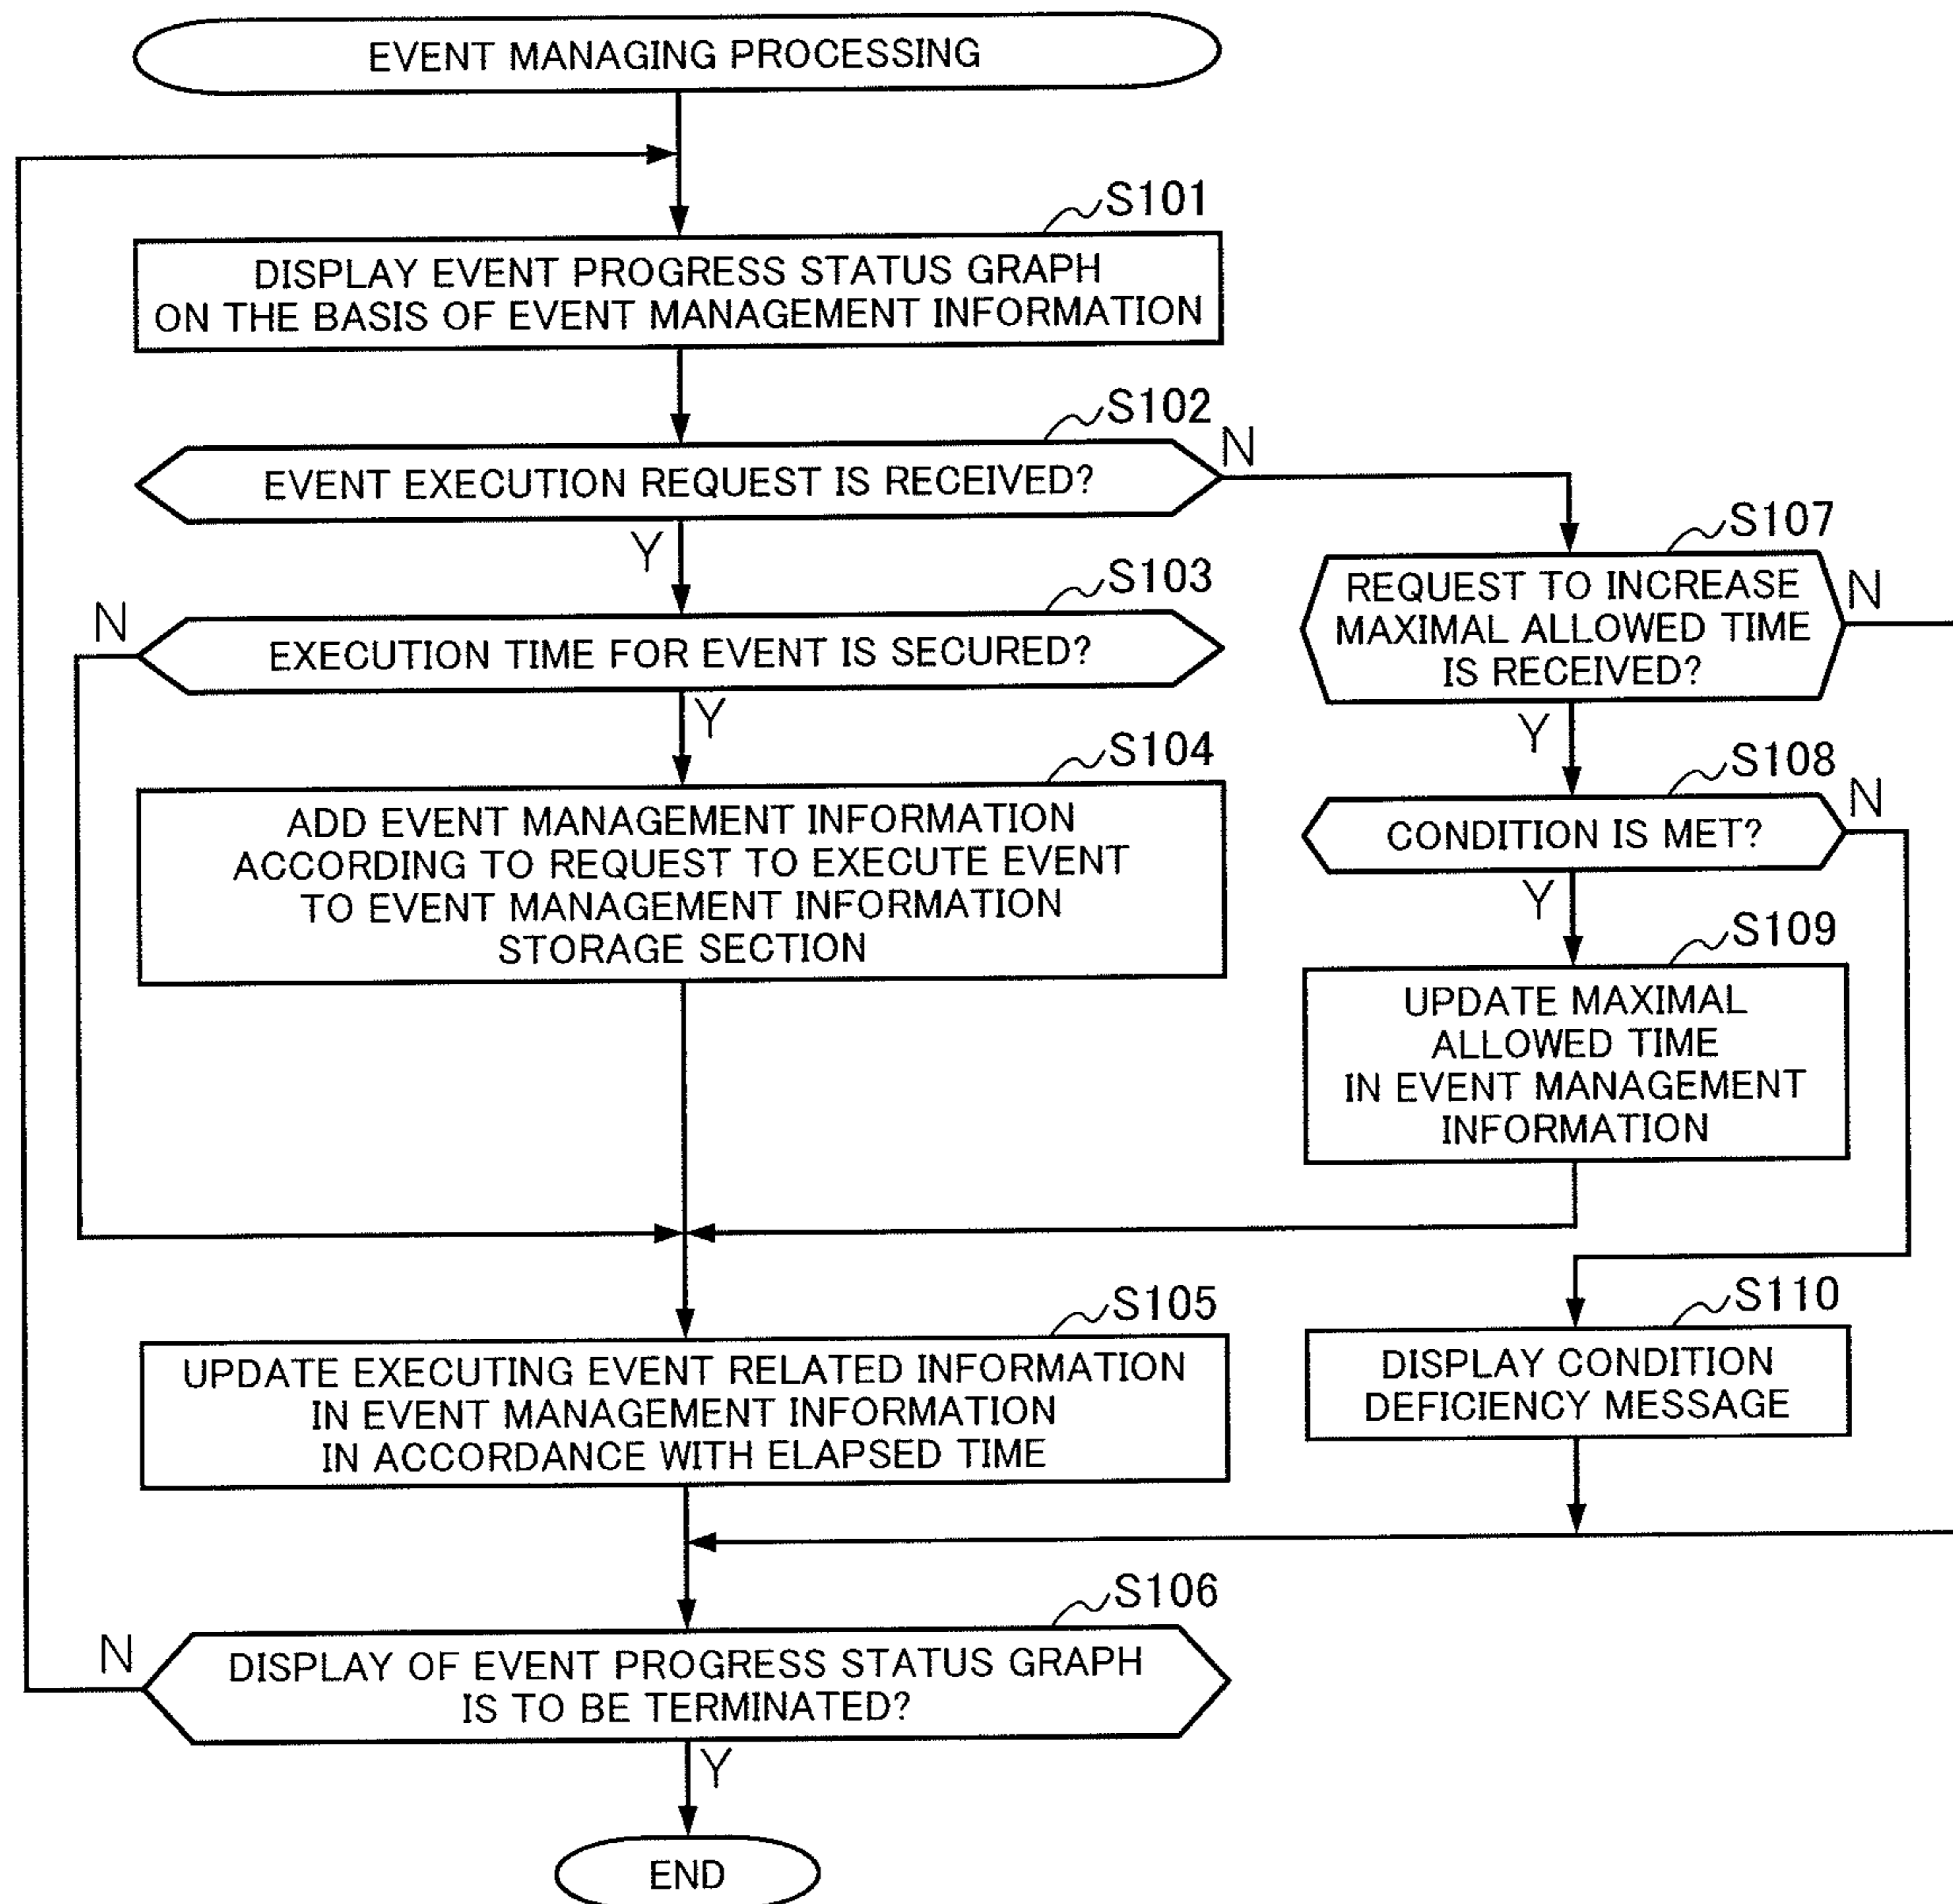 EVENT MANAGING PROCESSING
S101
DISPLAY EVENT PROGRESS STATUS GRAPH
ON THE BASIS OF EVENT MANAGEMENT INFORMATION
S102
EVENT EXECUTION REQUEST IS RECEIVED?
N
Y
S103
EXECUTION TIME FOR EVENT IS SECURED?
N
Y
S104
ADD EVENT MANAGEMENT INFORMATION
ACCORDING TO REQUEST TO EXECUTE EVENT
TO EVENT MANAGEMENT INFORMATION
STORAGE SECTION
S107
REQUEST TO INCREASE
MAXIMAL ALLOWED TIME
IS RECEIVED?
N
Y
S108
CONDITION IS MET?
N
Y
S109
UPDATE MAXIMAL
ALLOWED TIME
IN EVENT MANAGEMENT
INFORMATION
S105
UPDATE EXECUTING EVENT RELATED INFORMATION
IN EVENT MANAGEMENT INFORMATION
IN ACCORDANCE WITH ELAPSED TIME
S110
DISPLAY CONDITION
DEFICIENCY MESSAGE
S106
DISPLAY OF EVENT PROGRESS STATUS GRAPH
IS TO BE TERMINATED?
N
Y
END